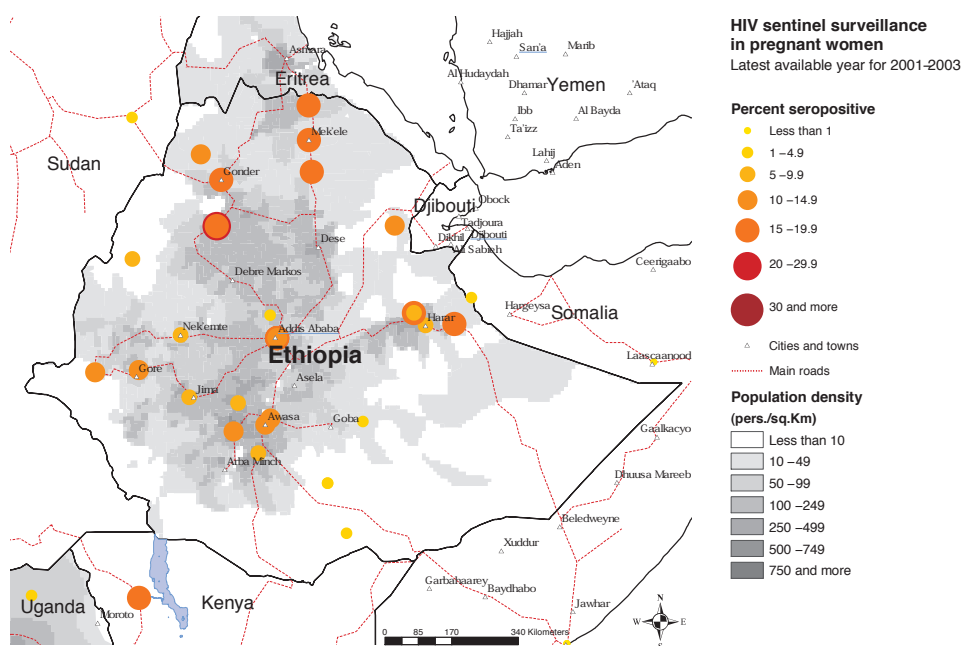 HIV sentinel surveillance
in pregnant women
Latest available year for 2001–2003
Percent seropositive
Less than 1
1 –4.9
5 –9.9
10 –14.9
15 –19.9
20 –29.9
30 and more
Cities and towns
Main roads
Population density
(pers./sq.Km)
Less than 10
10 –49
50 –99
100 –249
250 –499
500 –749
750 and more
Hajjah
San'a
Marib
Asmara
Eritrea
Al Hudaydah
Dhamar
Yemen
'Ataq
Ibb
Al Bayda
Ta'izz
Mek'ele
Lahij
Aden
Sudan
Gonder
Djibouti
Obock
Tadjoura
Djibouti
Dikhil
Ali Sabieh
Dese
Debre Markos
Ceerigaabo
Hargeysa
Somalia
Nek'emte
Addis Ababa
Harar
Ethiopia
Laascaanood
Gore
Asela
Jima
Awasa
Goba
Gaalkacyo
Arba Minch
Dhuusa Mareeb
Beledweyne
Xuddur
Garbahaarey
Baydhabo
Jawhar
Uganda
Moroto
Kenya
N
W
E
S
0 85 170 340 Kilometers